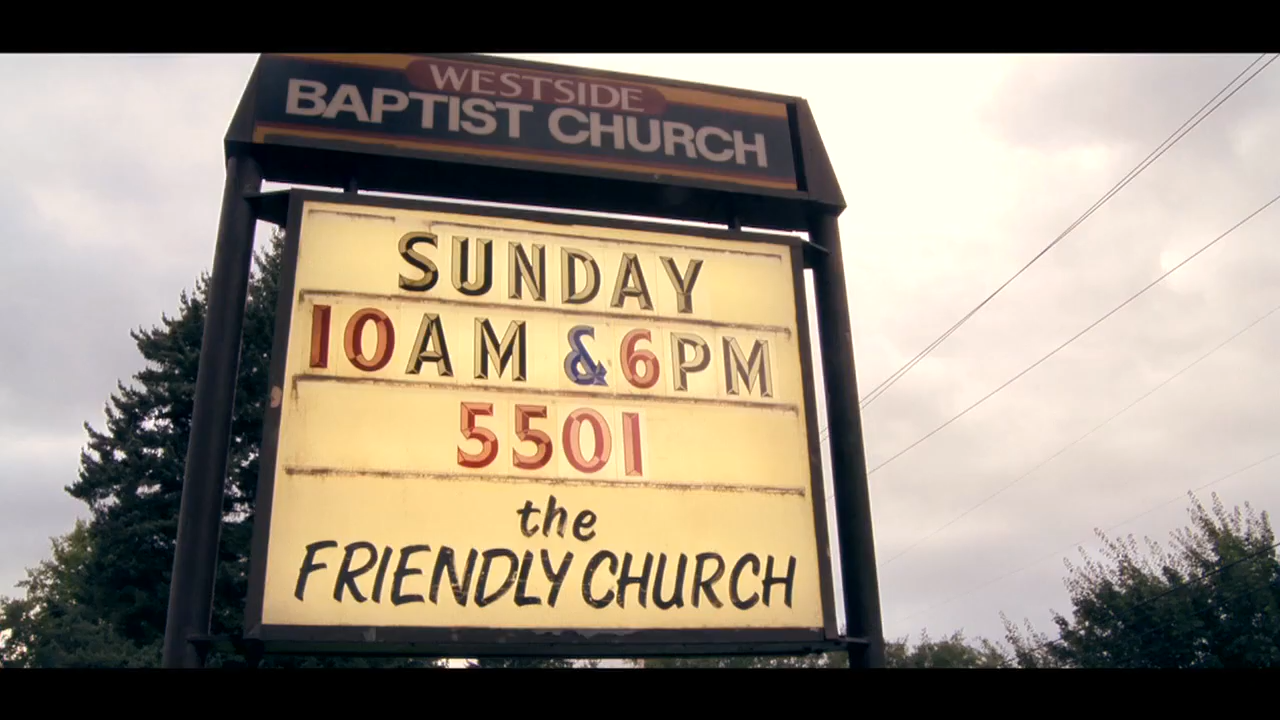 WESTSIDE
BAPTIST CHURCH
SUNDAY
10AM & 6PM
5501
the
FRIENDLY CHURCH